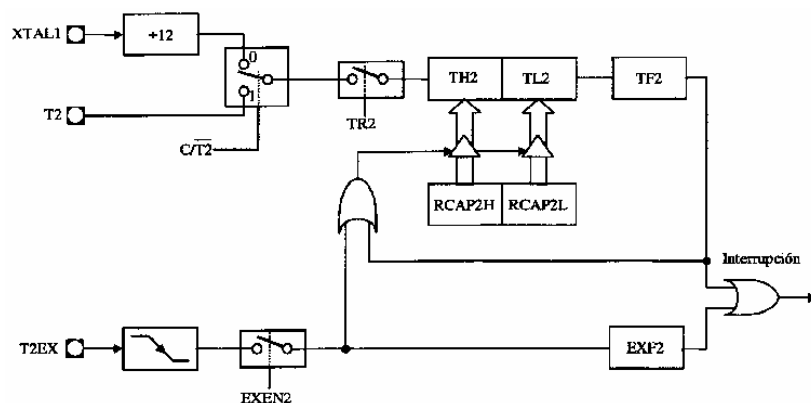 XTAL1
+12
0
1
T2
C/T2
TR2
TH2
TL2
TF2
RCAP2H
RCAP2L
Interrupción
T2EX
EXEN2
EXF2